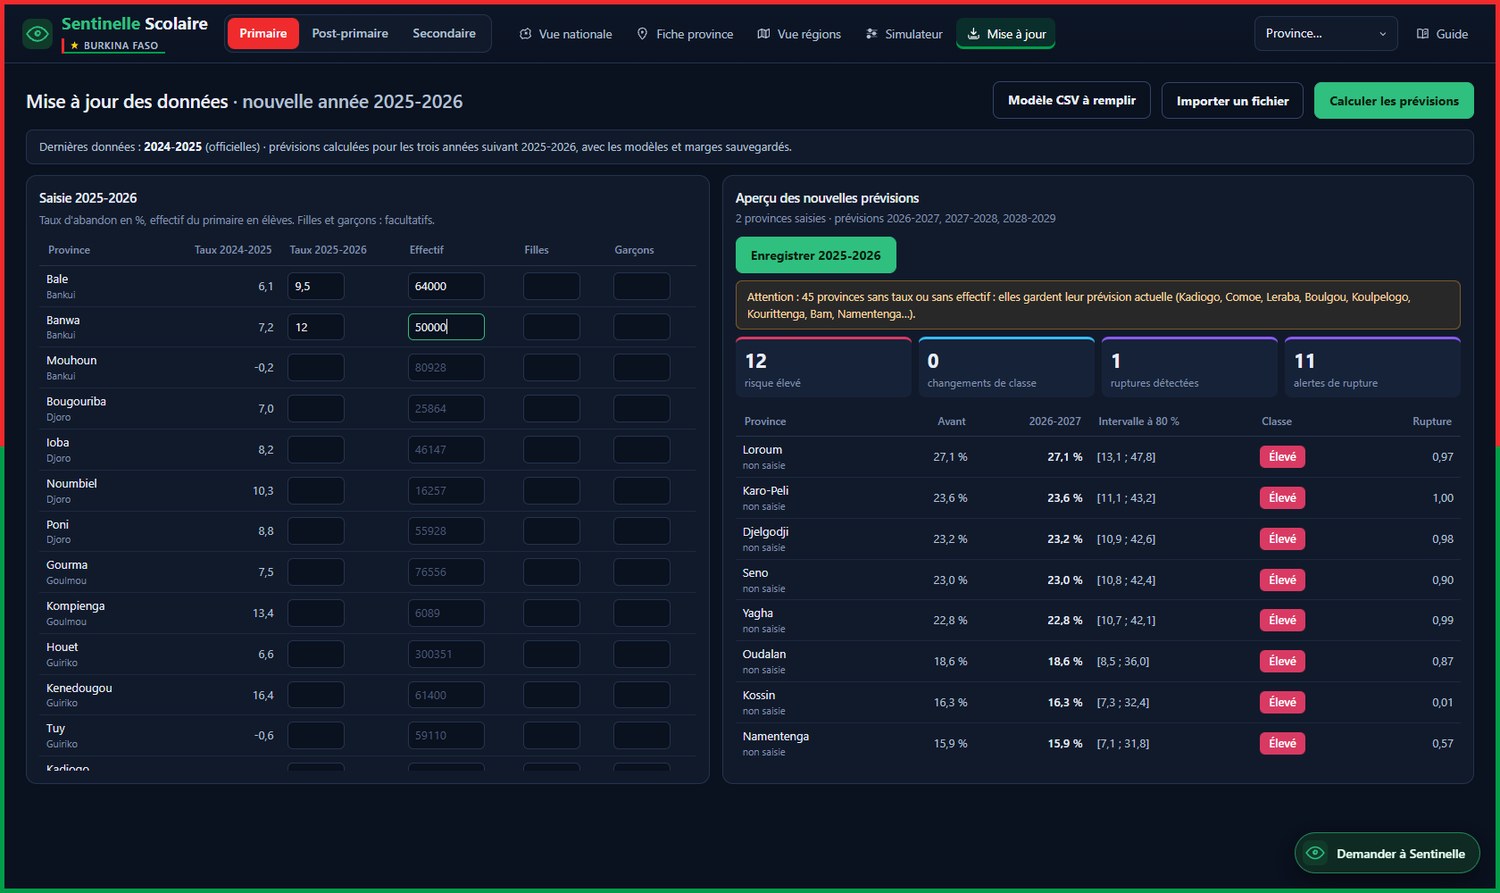 Sentinelle Scolaire
★ BURKINA FASO
Primaire Post-primaire Secondaire
Vue nationale Fiche province Vue régions Simulateur Mise à jour
Province... Guide
Mise à jour des données · nouvelle année 2025-2026
Modèle CSV à remplir Importer un fichier Calculer les prévisions
Dernières données : 2024-2025 (officielles) · prévisions calculées pour les trois années suivant 2025-2026, avec les modèles et marges sauvegardés.
Saisie 2025-2026
Taux d'abandon en %, effectif du primaire en élèves. Filles et garçons : facultatifs.
Province Taux 2024-2025 Taux 2025-2026 Effectif Filles Garçons
Bale 6,1 9,5 64000
Bankui
Banwa 7,2 12 50000
Bankui
Mouhoun -0,2 80928
Bankui
Bougouriba 7,0 25864
Djoro
Ioba 8,2 46147
Djoro
Noumbiel 10,3 16257
Djoro
Poni 8,8 55928
Djoro
Gourma 7,5 76556
Goulmou
Kompienga 13,4 6089
Goulmou
Houet 6,6 300351
Guiriko
Kenedougou 16,4 61400
Guiriko
Tuy -0,6 59110
Guiriko
Kadiogo
Aperçu des nouvelles prévisions
2 provinces saisies · prévisions 2026-2027, 2027-2028, 2028-2029
Enregistrer 2025-2026
Attention : 45 provinces sans taux ou sans effectif : elles gardent leur prévision actuelle (Kadiogo, Comoe, Leraba, Boulgou, Koulpelogo,
Kourittenga, Bam, Namentenga...).
12 0 1 11
risque élevé changements de classe ruptures détectées alertes de rupture
Province Avant 2026-2027 Intervalle à 80 % Classe Rupture
Loroum 27,1 % 27,1 % [13,1 ; 47,8] Élevé 0,97
non saisie
Karo-Peli 23,6 % 23,6 % [11,1 ; 43,2] Élevé 1,00
non saisie
Djelgodji 23,2 % 23,2 % [10,9 ; 42,6] Élevé 0,98
non saisie
Seno 23,0 % 23,0 % [10,8 ; 42,4] Élevé 0,90
non saisie
Yagha 22,8 % 22,8 % [10,7 ; 42,1] Élevé 0,99
non saisie
Oudalan 18,6 % 18,6 % [8,5 ; 36,0] Élevé 0,87
non saisie
Kossin 16,3 % 16,3 % [7,3 ; 32,4] Élevé 0,01
non saisie
Namentenga 15,9 % 15,9 % [7,1 ; 31,8] Élevé 0,57
non saisie
Demander à Sentinelle